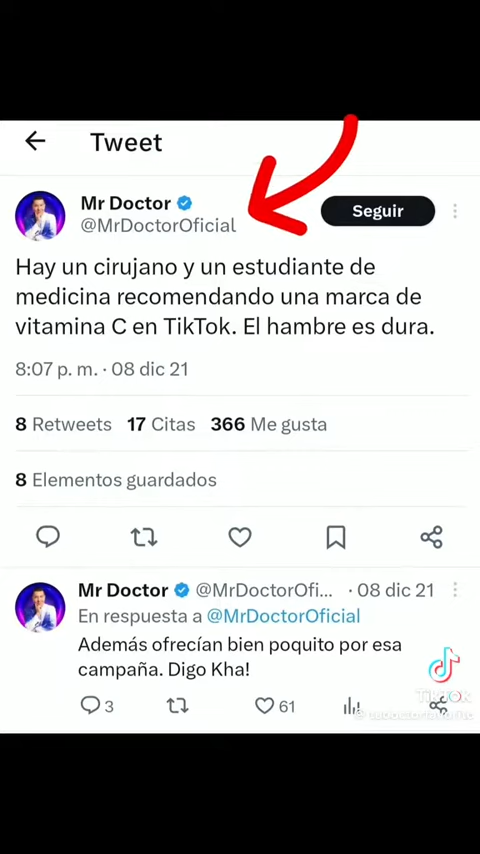 Tweet
Mr Doctor
@MrDoctorOficial
Seguir
Hay un cirujano y un estudiante de
medicina recomendando una marca de
vitamina C en TikTok. El hambre es dura.
8:07 p. m. · 08 dic 21
8 Retweets 17 Citas 366 Me gusta
8 Elementos guardados
Mr Doctor @MrDoctorOfi... · 08 dic 21
En respuesta a @MrDoctorOficial
Además ofrecían bien poquito por esa
campaña. Digo Kha!
3 61
TikTok